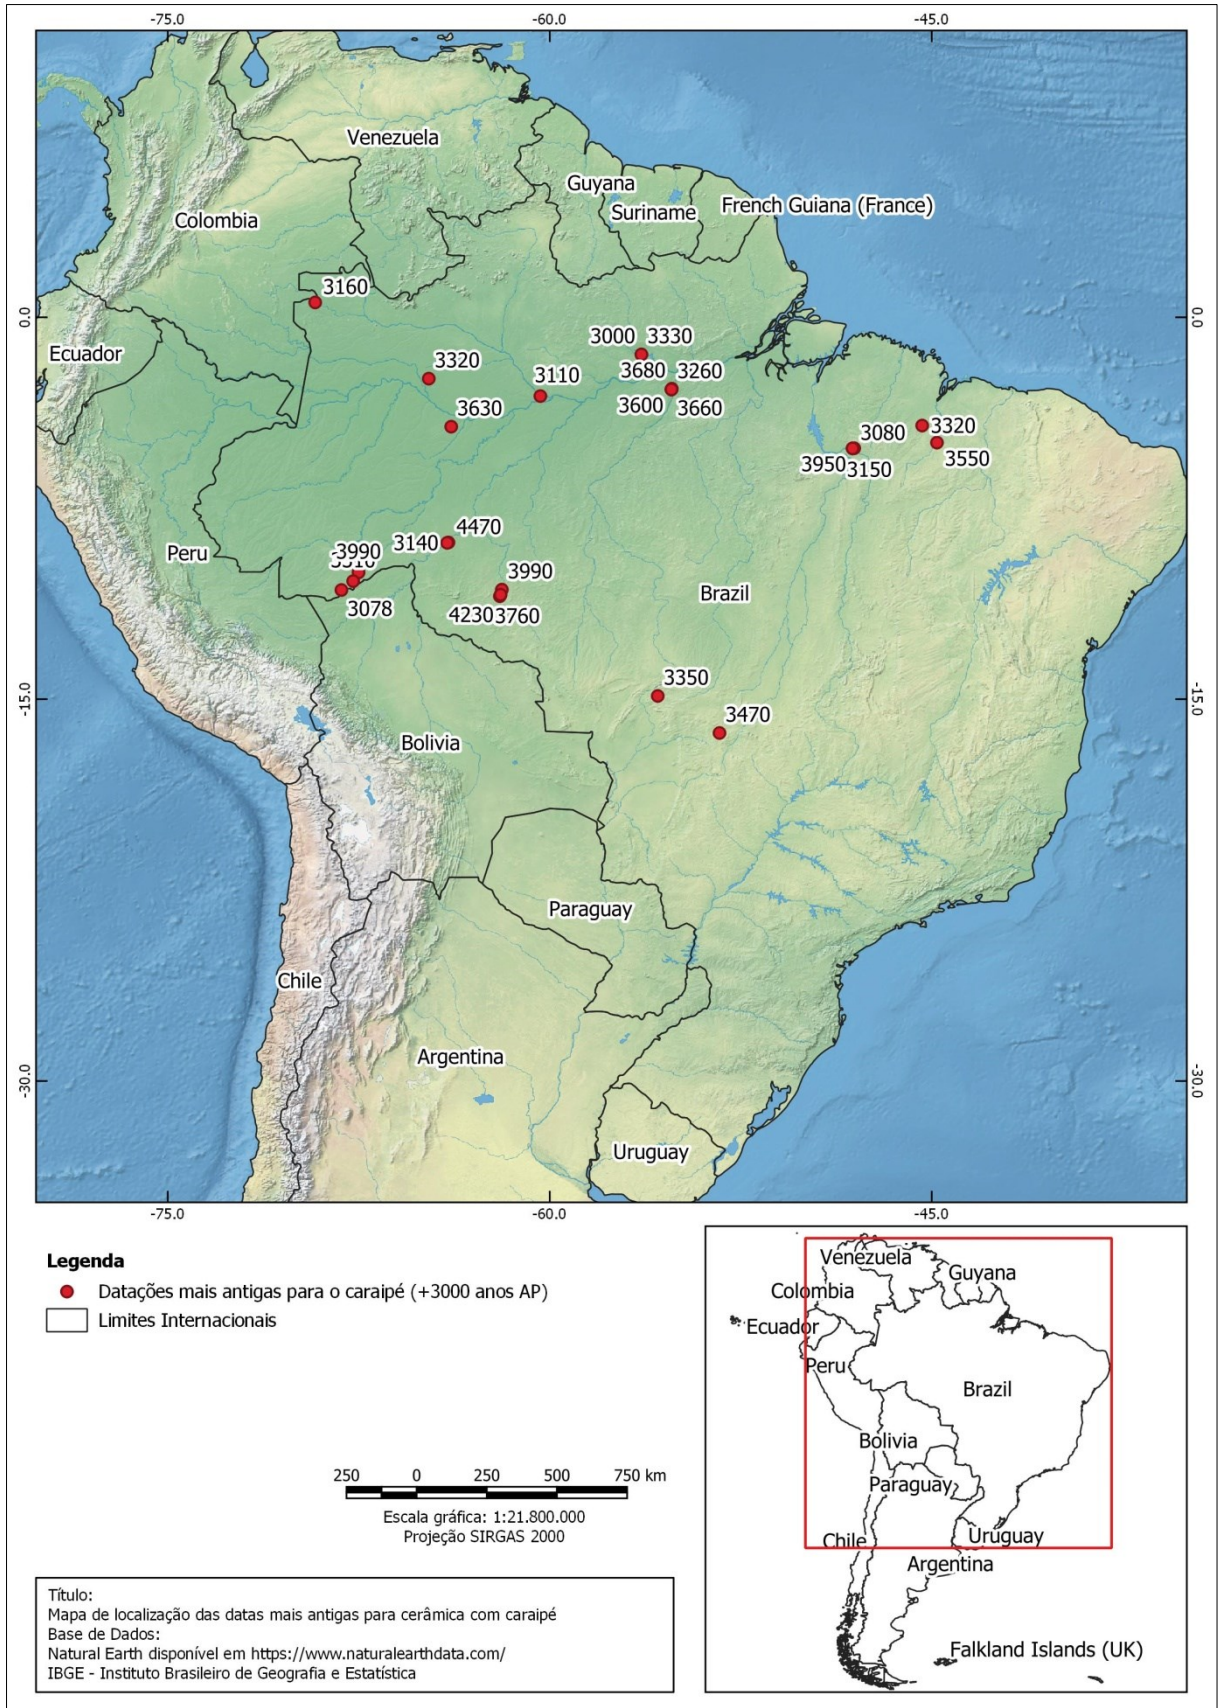 -75.0
-60.0
-45.0
Venezuela
Guyana
Suriname
French Guiana (France)
Colombia
3160
0.0
0.0
Ecuador
3000
3330
3320
3680
3260
3110
3600
3660
3630
3080
3320
3950
3150
3550
4470
3140
Peru
3990
3990
3078
Brazil
4230
3760
3350
-15.0
-15.0
3470
Bolivia
Paraguay
Chile
Argentina
-30.0
-30.0
Uruguay
-75.0
-60.0
-45.0
Legenda
Datações mais antigas para o caraipé (+3000 anos AP)
Limites Internacionais
250 0 250 500 750 km
Escala gráfica: 1:21.800.000
Projeção SIRGAS 2000
Título:
Mapa de localização das datas mais antigas para cerâmica com caraipé
Base de Dados:
Natural Earth disponível em https://www.naturalearthdata.com/
IBGE - Instituto Brasileiro de Geografia e Estatística
Venezuela
Guyana
Colombia
Ecuador
Peru
Brazil
Bolivia
Paraguay
Chile
Uruguay
Argentina
Falkland Islands (UK)